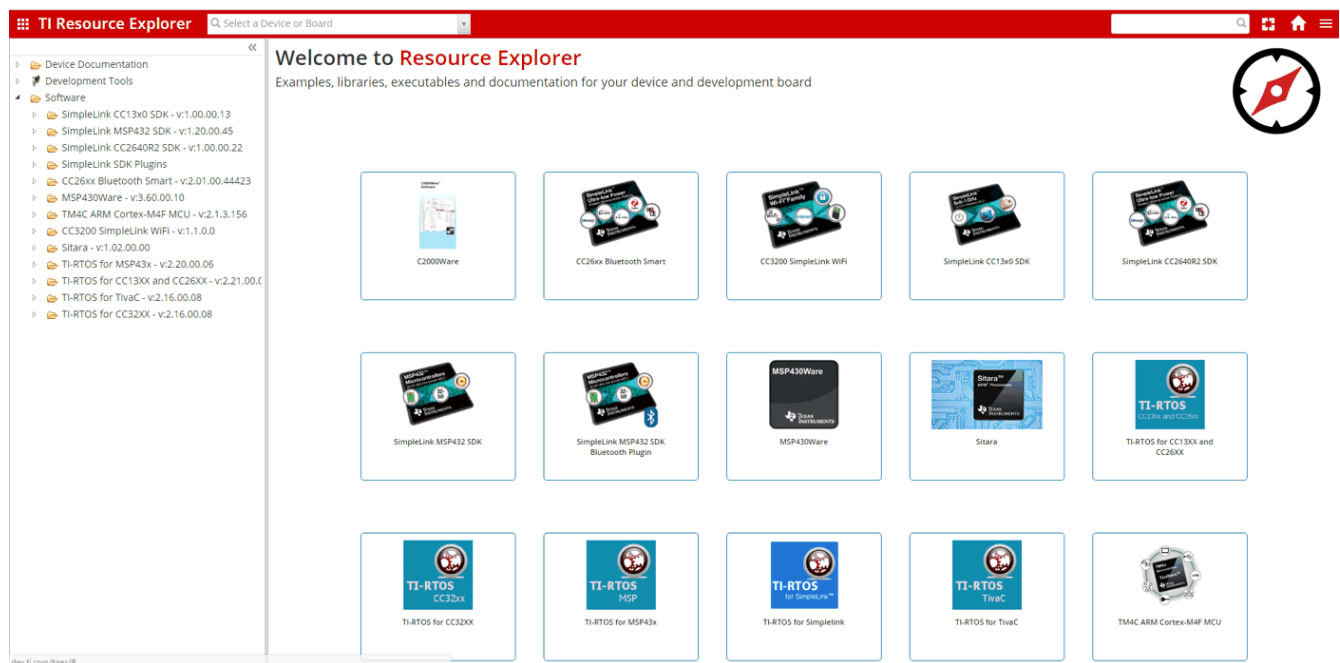 TI Resource Explorer
Select a Device or Board
Device Documentation
Development Tools
Software
SimpleLink CC13x0 SDK - v:1.00.00.13
SimpleLink MSP432 SDK - v:1.20.00.45
SimpleLink CC2640R2 SDK - v:1.00.00.22
SimpleLink SDK Plugins
CC26xx Bluetooth Smart - v:2.01.00.44423
MSP430Ware - v:3.60.00.10
TM4C ARM Cortex-M4F MCU - v:2.1.3.156
CC3200 SimpleLink WiFi - v:1.1.0.0
Sitara - v:1.02.00.00
TI-RTOS for MSP43x - v:2.20.00.06
TI-RTOS for CC13XX and CC26XX - v:2.21.00.0
TI-RTOS for TivaC - v:2.16.00.08
TI-RTOS for CC32XX - v:2.16.00.08
Welcome to Resource Explorer
Examples, libraries, executables and documentation for your device and development board
C2000Ware
CC26xx Bluetooth Smart
CC3200 SimpleLink WiFi
SimpleLink CC13x0 SDK
SimpleLink CC2640R2 SDK
SimpleLink MSP432 SDK
SimpleLink MSP432 SDK
Bluetooth Plugin
MSP430Ware
TEXAS
INSTRUMENTS
MSP430Ware
Sitara™
Sitara
TI-RTOS
CC13xx and CC26xx
TI-RTOS for CC13XX and
CC26XX
TI-RTOS
CC32xx
TI-RTOS for CC32XX
TI-RTOS
MSP
TI-RTOS for MSP43x
TI-RTOS
for SimpleLink™
TI-RTOS for Simplelink
TI-RTOS
TivaC
TI-RTOS for TivaC
TM4C ARM Cortex-M4F MCU